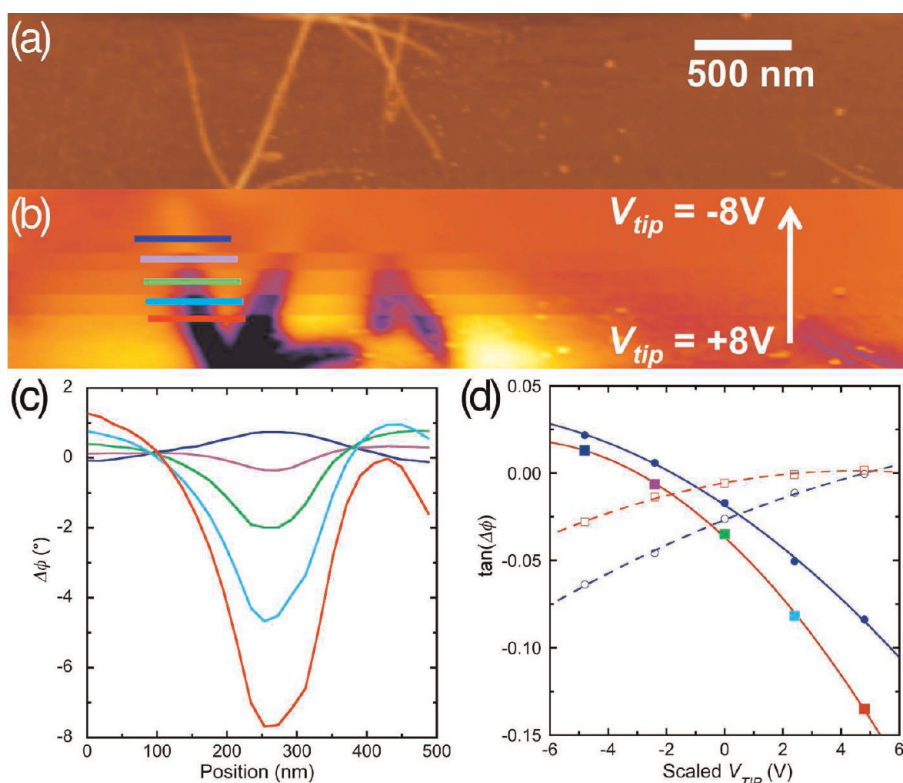 (a)
500 nm
(b)
V_tip = -8V
V_tip = +8V
(c)
2
0
-2
-4
-6
-8
Δϕ (°)
0
100
200
300
400
500
Position (nm)
(d)
0.05
0.00
-0.05
-0.10
-0.15
tan(Δϕ)
-6
-4
-2
0
2
4
6
Scaled V_TIP (V)